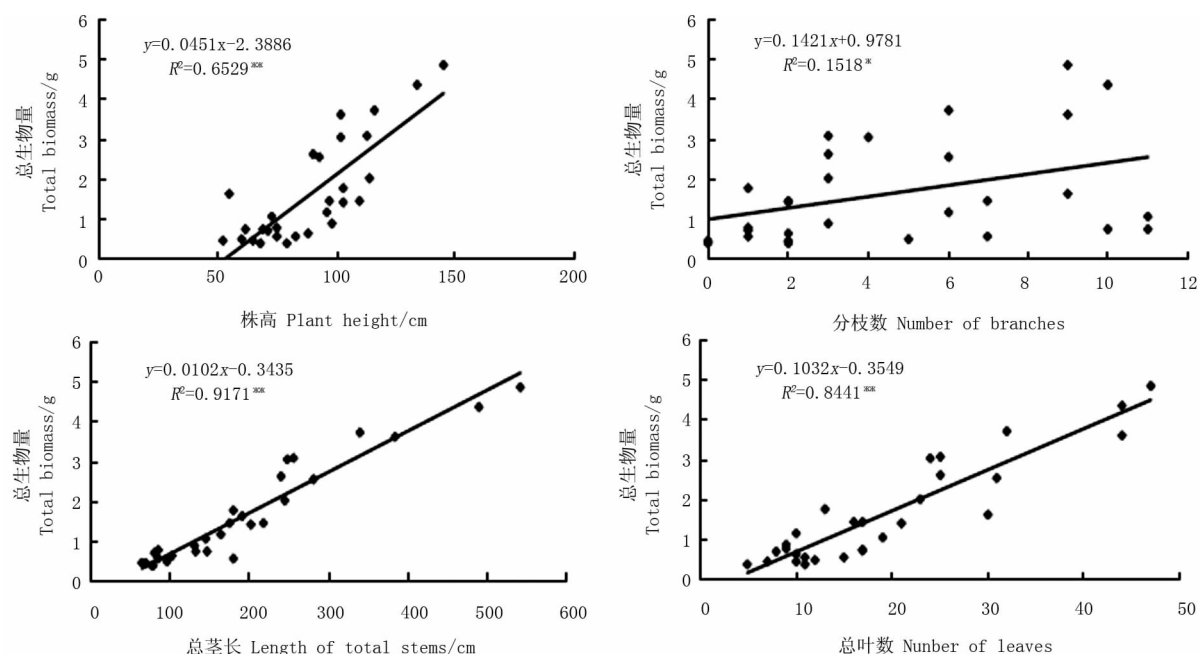 y=0.0451x-2.3886
R²=0.6529**
总生物量
Total biomass/g
6
5
4
3
2
1
0
0 50 100 150 200
株高 Plant height/cm
y=0.1421x+0.9781
R²=0.1518*
总生物量
Total biomass/g
6
5
4
3
2
1
0
0 2 4 6 8 10 12
分枝数 Number of branches
y=0.0102x-0.3435
R²=0.9171**
总生物量
Total biomass/g
6
5
4
3
2
1
0
0 100 200 300 400 500 600
总茎长 Length of total stems/cm
y=0.1032x-0.3549
R²=0.8441**
总生物量
Total biomass/g
6
5
4
3
2
1
0
0 10 20 30 40 50
总叶数 Nunber of leaves